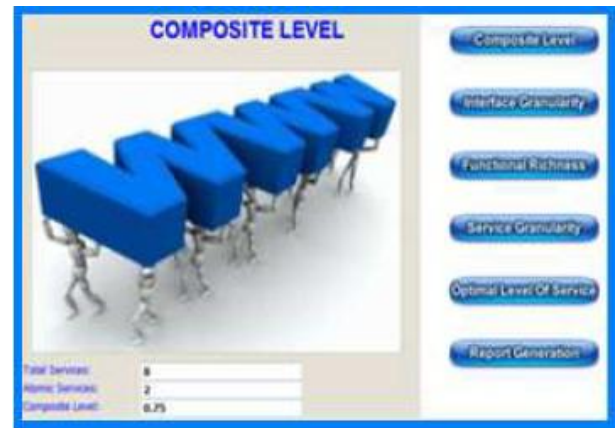 COMPOSITE LEVEL
WWW
Total Services: 8
Atomic Services: 2
Composite Level: 0.75
Composite Level
Interface Granularity
Functional Richness
Service Granularity
Optimal Level Of Service
Report Generation